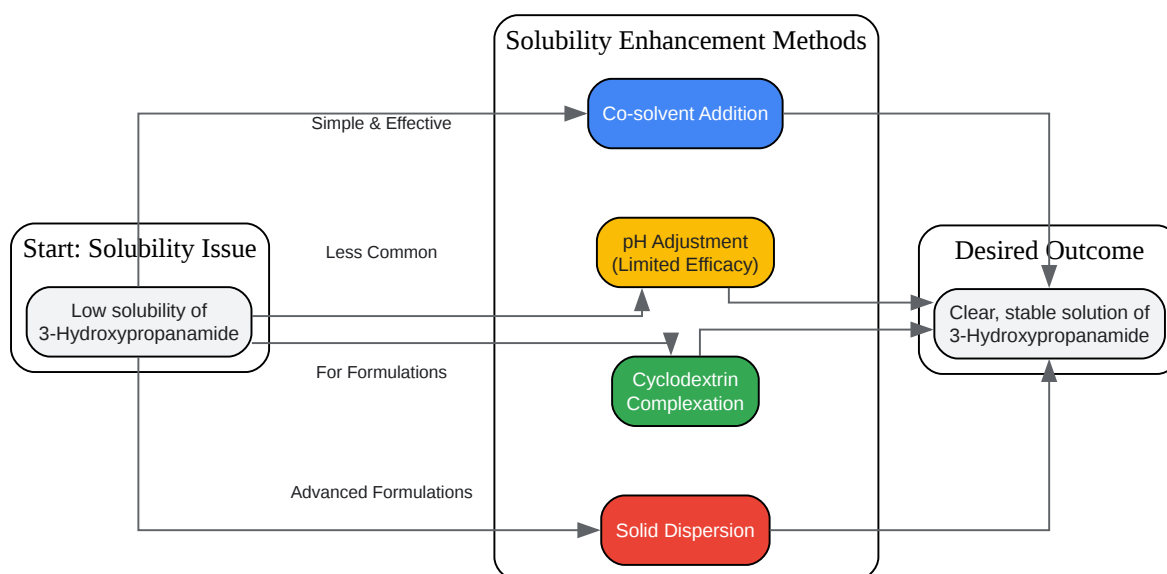 Solubility Enhancement Methods
Co-solvent Addition
Simple & Effective
Start: Solubility Issue
Less Common
pH Adjustment
(Limited Efficacy)
Desired Outcome
Low solubility of
3-Hydroxypropanamide
Clear, stable solution of
3-Hydroxypropanamide
For Formulations
Cyclodextrin
Complexation
Advanced Formulations
Solid Dispersion